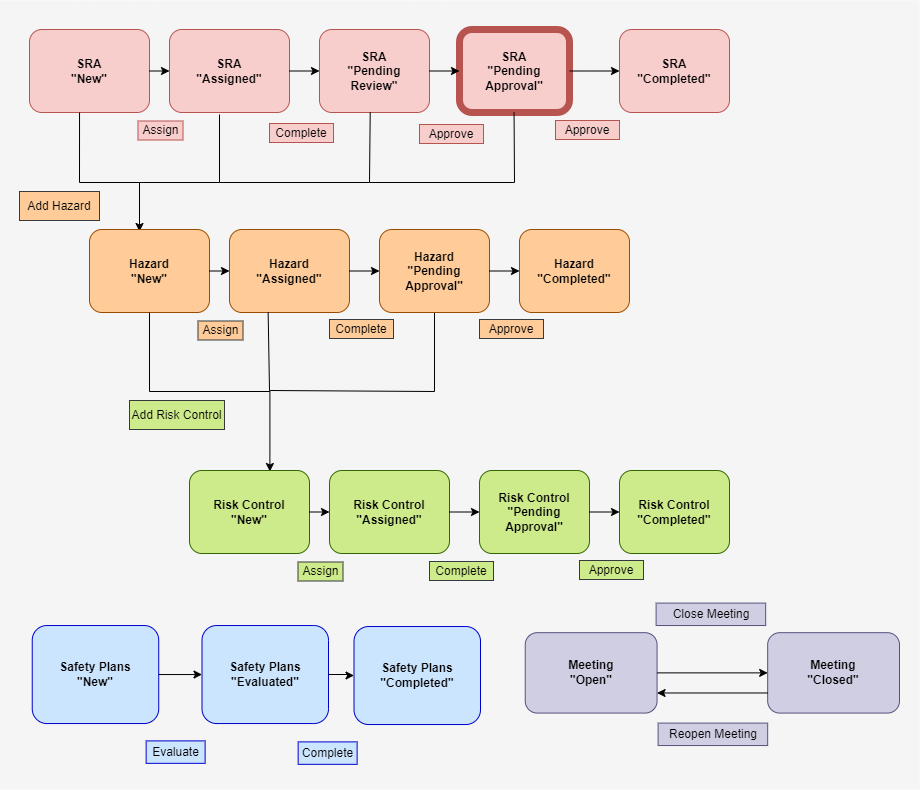 SRA
"New"
SRA
"Assigned"
SRA
"Pending
Review"
SRA
"Pending
Approval"
SRA
"Completed"
Assign
Complete
Approve
Approve
Add Hazard
Hazard
"New"
Hazard
"Assigned"
Hazard
"Pending
Approval"
Hazard
"Completed"
Assign
Complete
Approve
Add Risk Control
Risk Control
"New"
Risk Control
"Assigned"
Risk Control
"Pending
Approval"
Risk Control
"Completed"
Assign
Complete
Approve
Safety Plans
"New"
Safety Plans
"Evaluated"
Safety Plans
"Completed"
Evaluate
Complete
Close Meeting
Meeting
"Open"
Meeting
"Closed"
Reopen Meeting